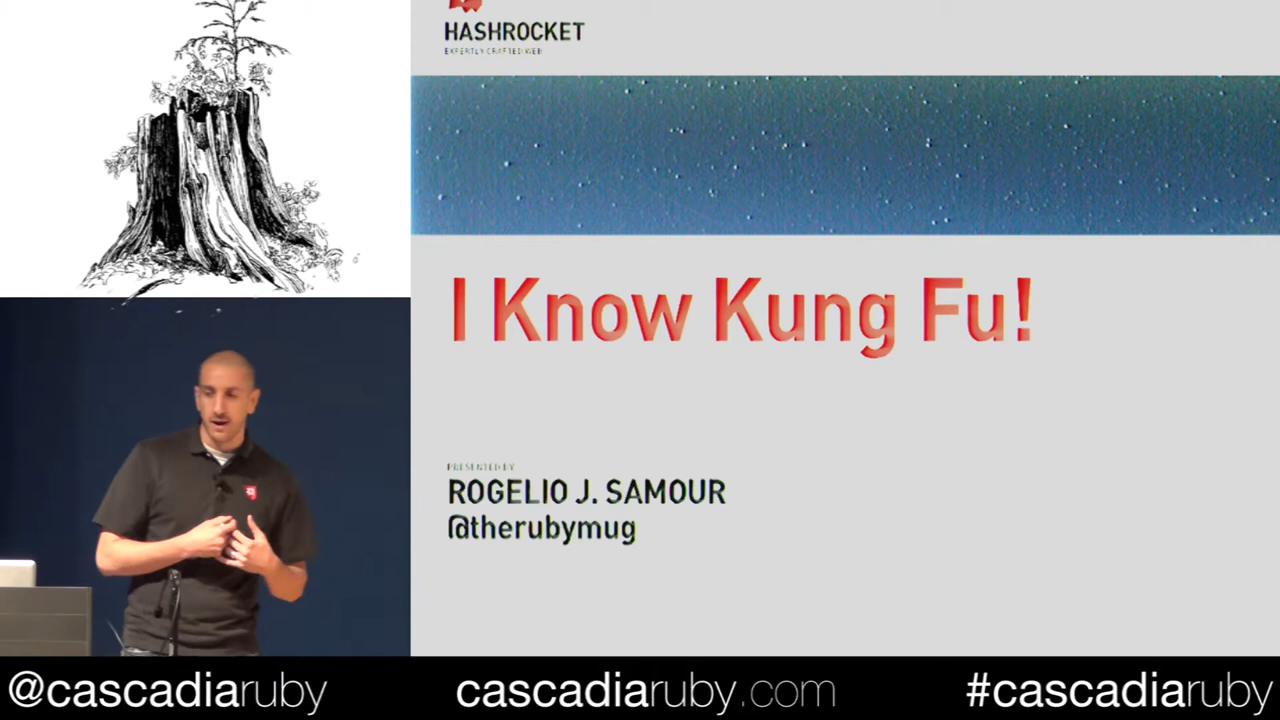 HASHROCKET
EXPERTLY CRAFTED WEB
I Know Kung Fu!
PRESENTED BY
ROGELIO J. SAMOUR
@therubymug
@cascadiaruby
cascadiaruby.com
#cascadiaruby